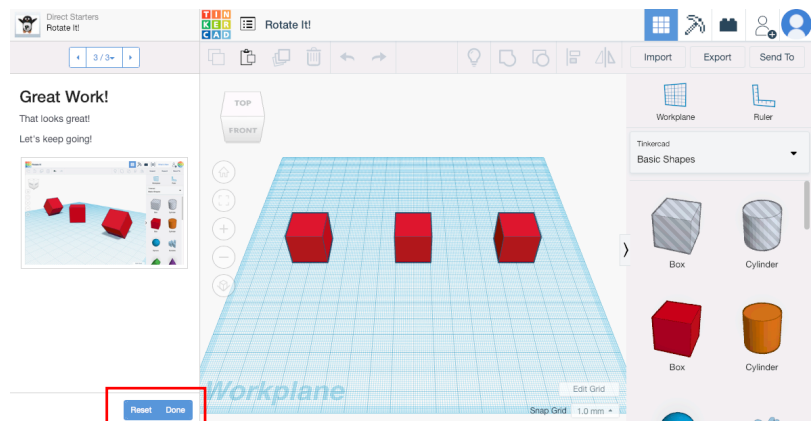 Direct Starters
Rotate It!
TIN
KER
CAD
Rotate It!
3 / 3
Import
Export
Send To
Great Work!
That looks great!
Let's keep going!
TOP
FRONT
Workplane
Ruler
Tinkercad
Basic Shapes
Box
Cylinder
Box
Cylinder
Workplane
Edit Grid
Snap Grid
1.0 mm
Reset
Done